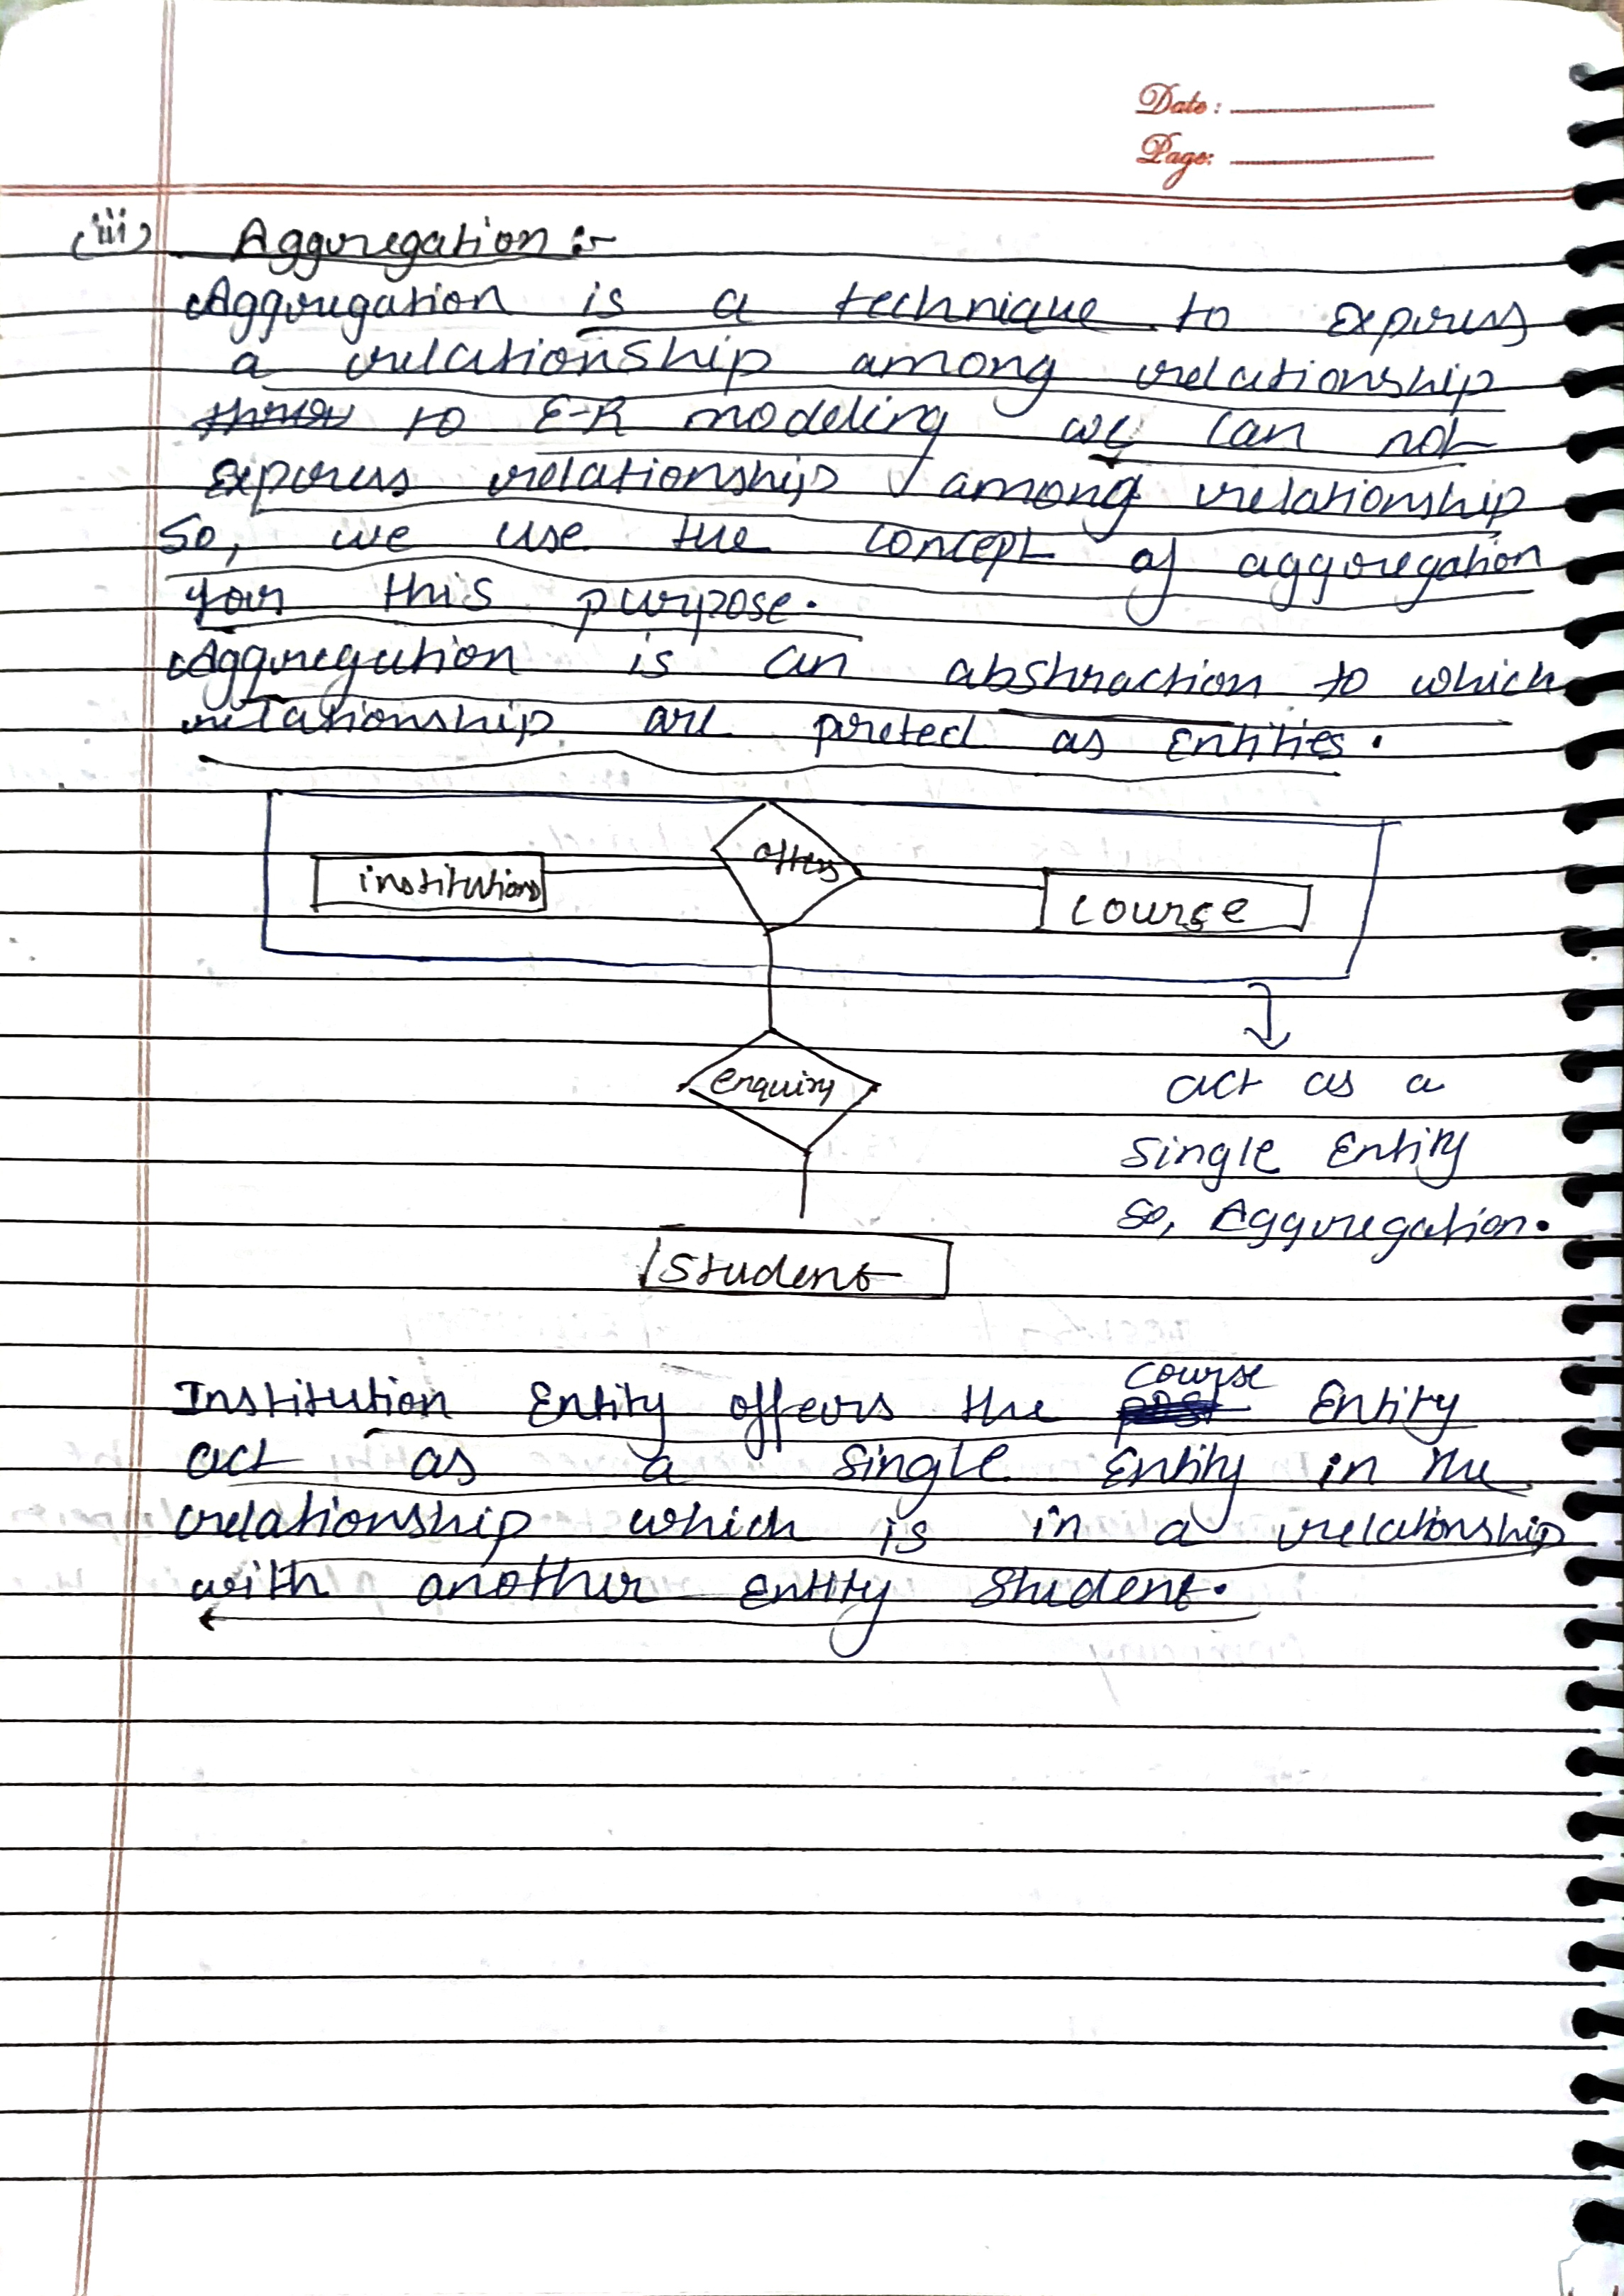 Date:
Page:
(iii) Aggregation :-
Aggregation is a technique to express
a relationship among relationship
to E-R modeling we can not
express relationship among relationship
So, we use the concept of aggregation
for this purpose.
Aggregation is an abstraction to which
relationship are preted as Entities.
offers
institutions
course
enquiry
act as a
Single Entity
So, Aggregation.
Student
course
Institution Entity offers the Entity
act as a Single Entity in the
relationship which is in a relationship
with another Entity Student.